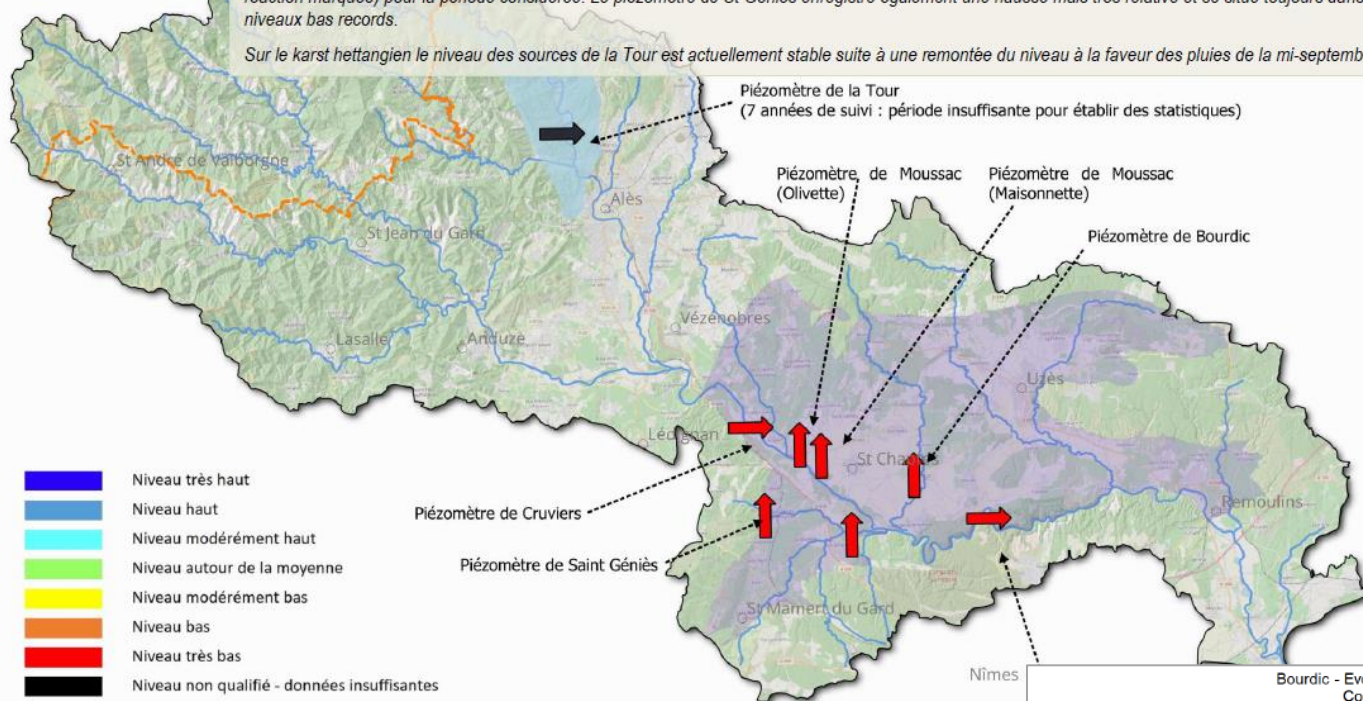 niveaux bas records.
Sur le karst hettangien le niveau des sources de la Tour est actuellement stable suite à une remontée du niveau à la faveur des pluies de la mi-septemb
Piézomètre de la Tour
(7 années de suivi : période insuffisante pour établir des statistiques)
St André de Valborgne
Piézomètre de Moussac
(Olivette)
Piézomètre de Moussac
(Maisonnette)
Alès
St Jean du Gard
Piézomètre de Bourdic
Vézénobres
Lasalle
Anduze
Uzès
Lédignan
St Chaptes
Remoulins
Piézomètre de Cruviers
Piézomètre de Saint Géniès
St Mamert du Gard
Nîmes
Niveau très haut
Niveau haut
Niveau modérément haut
Niveau autour de la moyenne
Niveau modérément bas
Niveau bas
Niveau très bas
Niveau non qualifié - données insuffisantes
Bourdic - Ev
Co